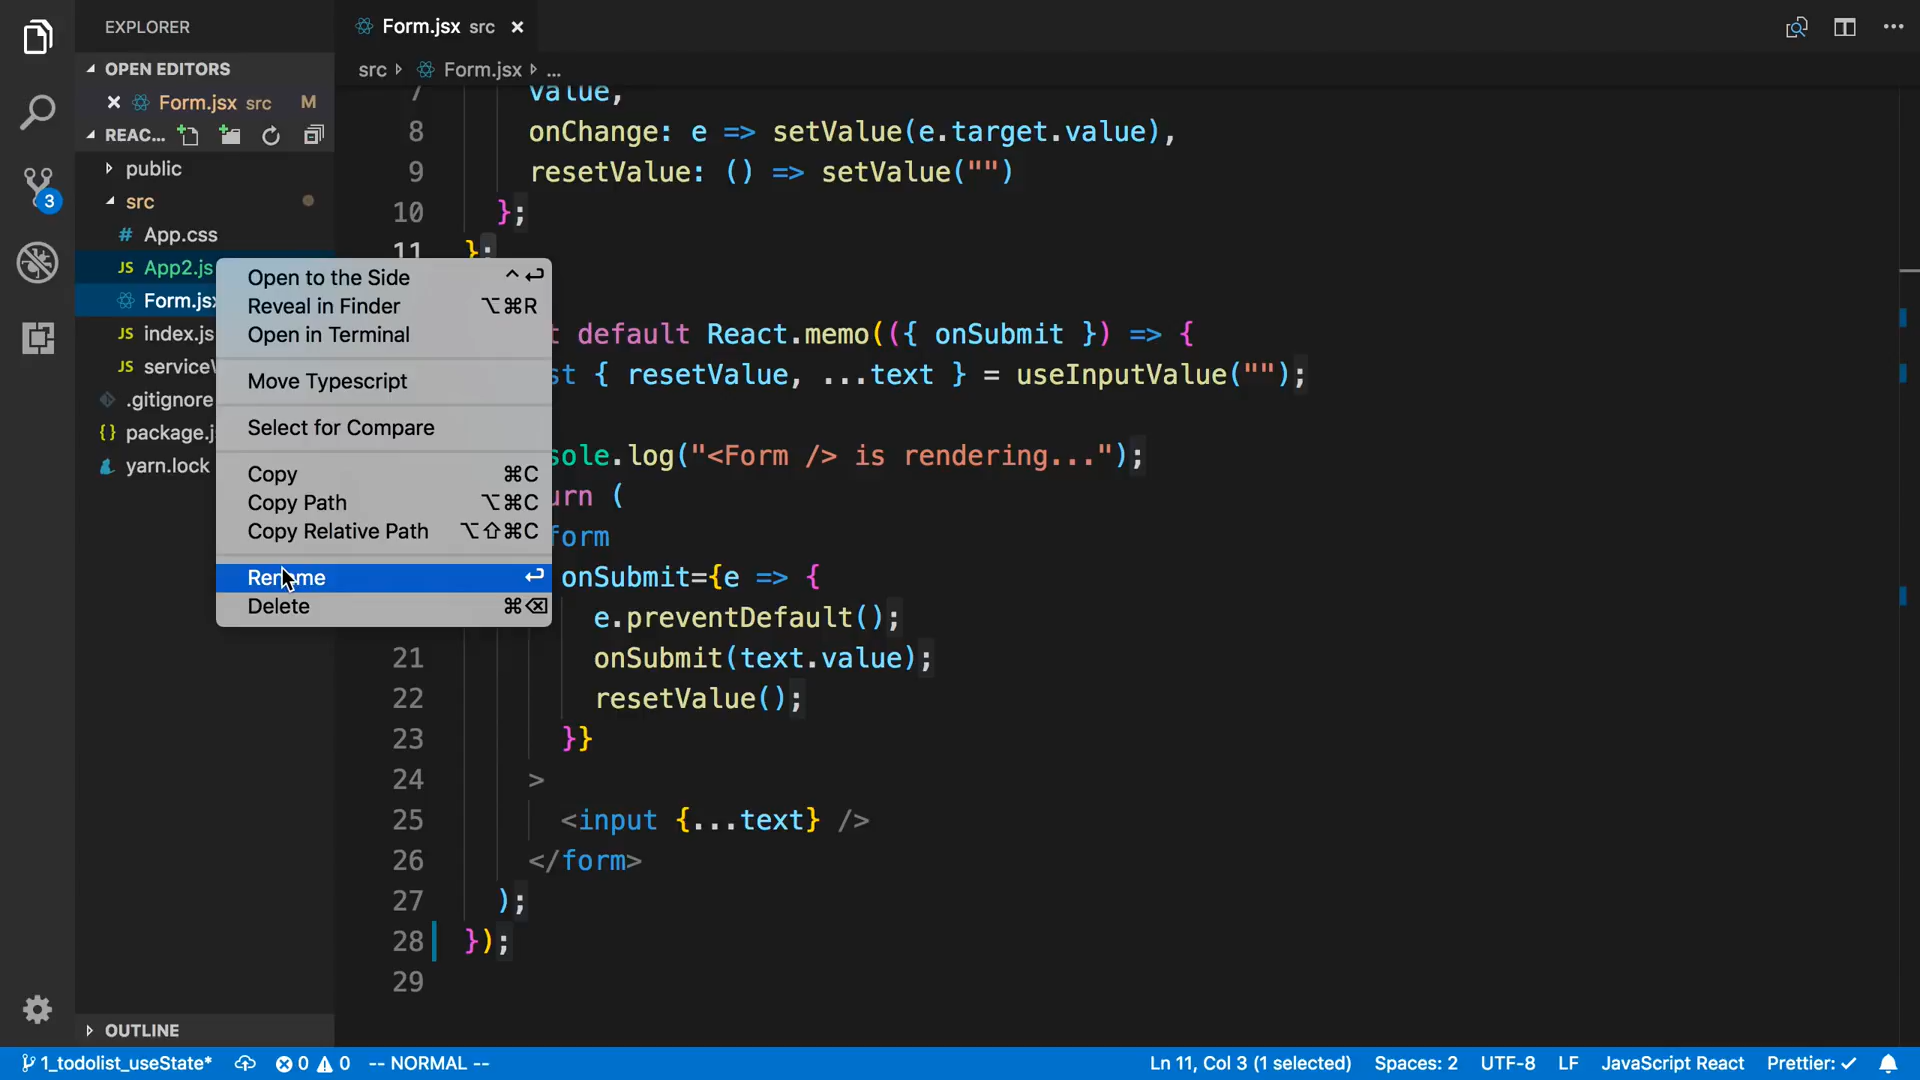 EXPLORER
OPEN EDITORS
Form.jsx src M
REAC...
public
src
# App.css
JS App2.js
Form.jsx
JS index.js
JS service
.gitignore
{} package.j
yarn.lock
OUTLINE
Form.jsx src
src Form.jsx ...
7 value,
8 onChange: e => setValue(e.target.value),
9 resetValue: () => setValue("")
10 };
11 };
t default React.memo(({ onSubmit }) => {
st { resetValue, ...text } = useInputValue("");
sole.log("<Form /> is rendering...");
urn (
form
onSubmit={e => {
e.preventDefault();
21 onSubmit(text.value);
22 resetValue();
23 }}
24 >
25 <input {...text} />
26 </form>
27 );
28 });
29
Open to the Side ^↩
Reveal in Finder ⌥⌘R
Open in Terminal
Move Typescript
Select for Compare
Copy ⌘C
Copy Path ⌥⌘C
Copy Relative Path ⌥⇧⌘C
Rename ↩
Delete ⌘⌫
3
1_todolist_useState* 0 0 -- NORMAL -- Ln 11, Col 3 (1 selected) Spaces: 2 UTF-8 LF JavaScript React Prettier: ✓